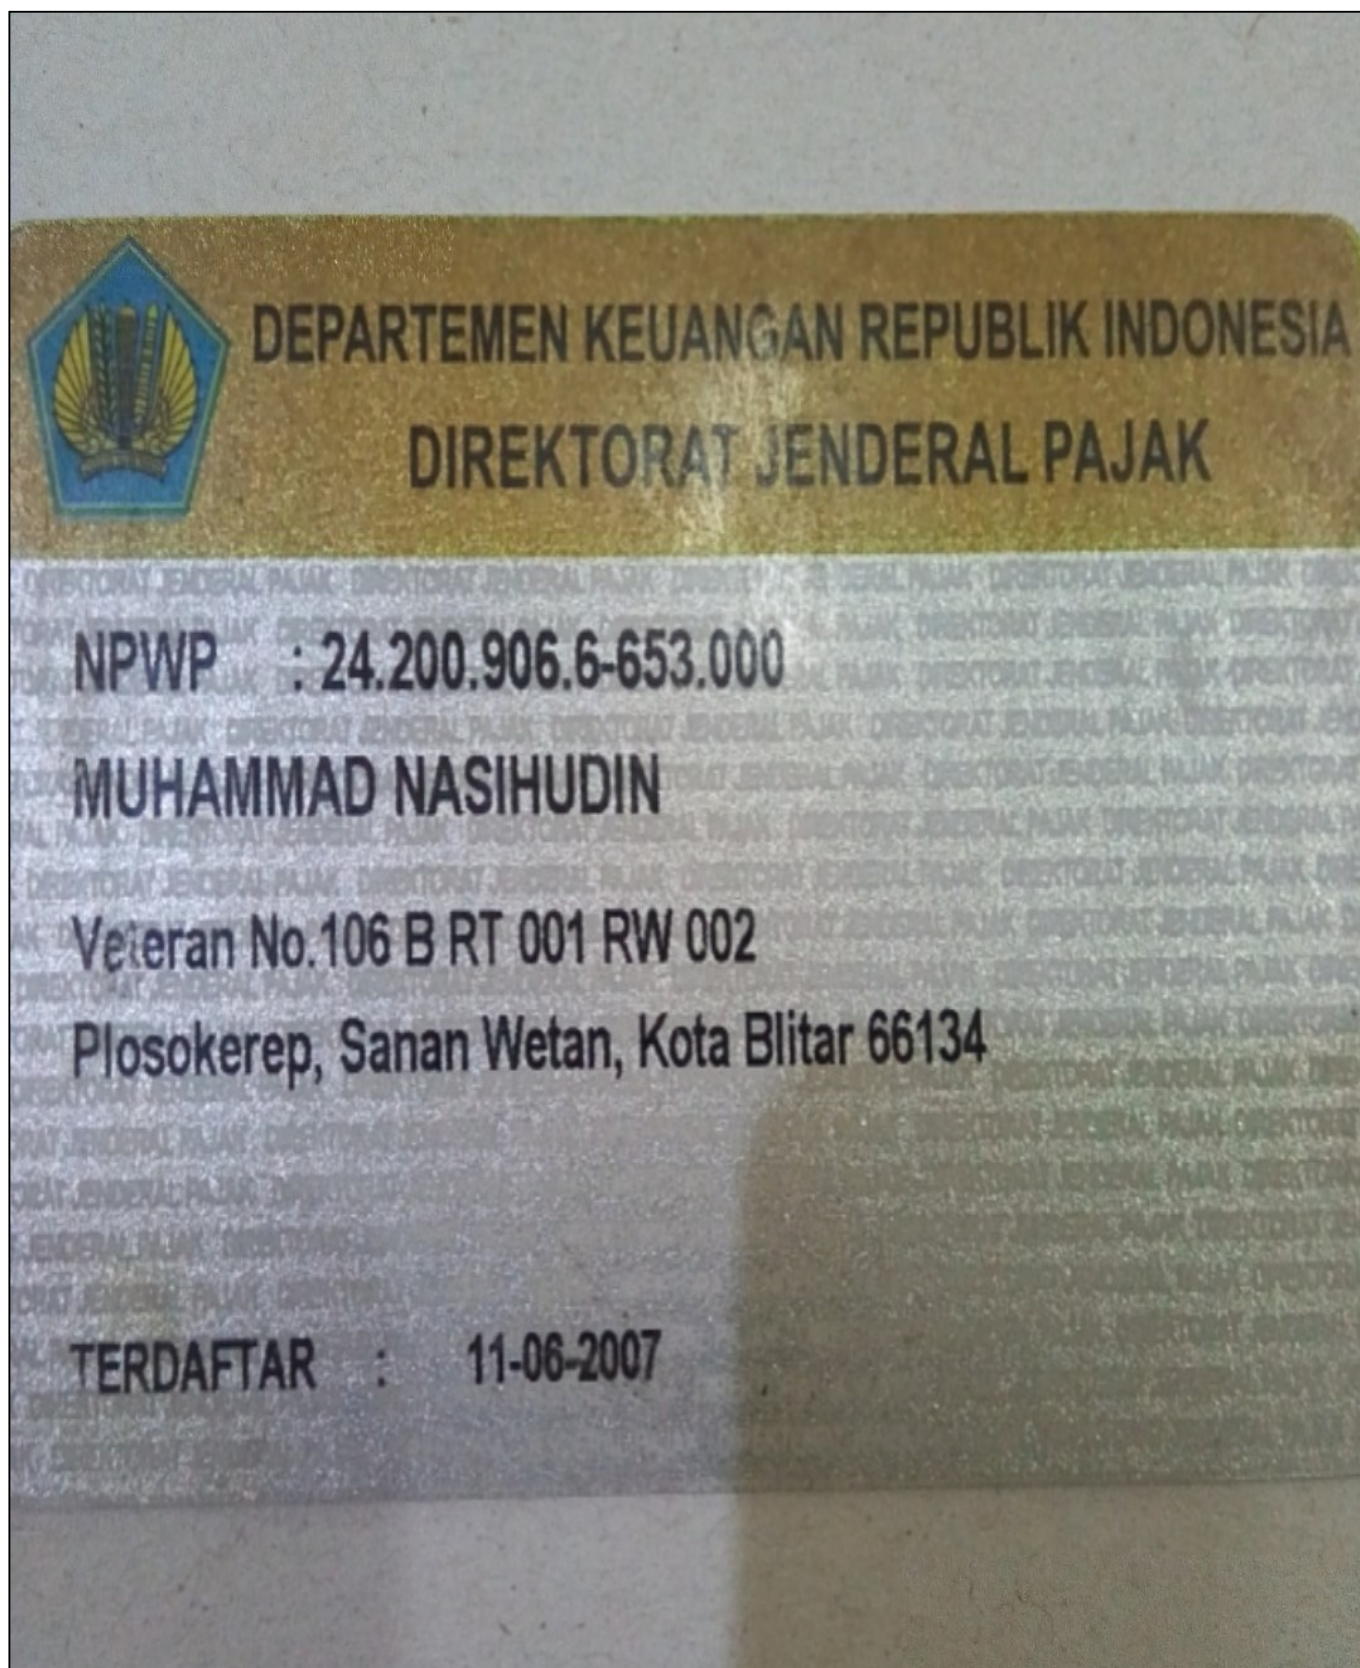 DEPARTEMEN KEUANGAN REPUBLIK INDONESIA
DIREKTORAT JENDERAL PAJAK
NPWP : 24.200.906.6-653.000
MUHAMMAD NASIHUDIN
Veteran No.106 B RT 001 RW 002
Plosokerep, Sanan Wetan, Kota Blitar 66134
TERDAFTAR : 11-06-2007